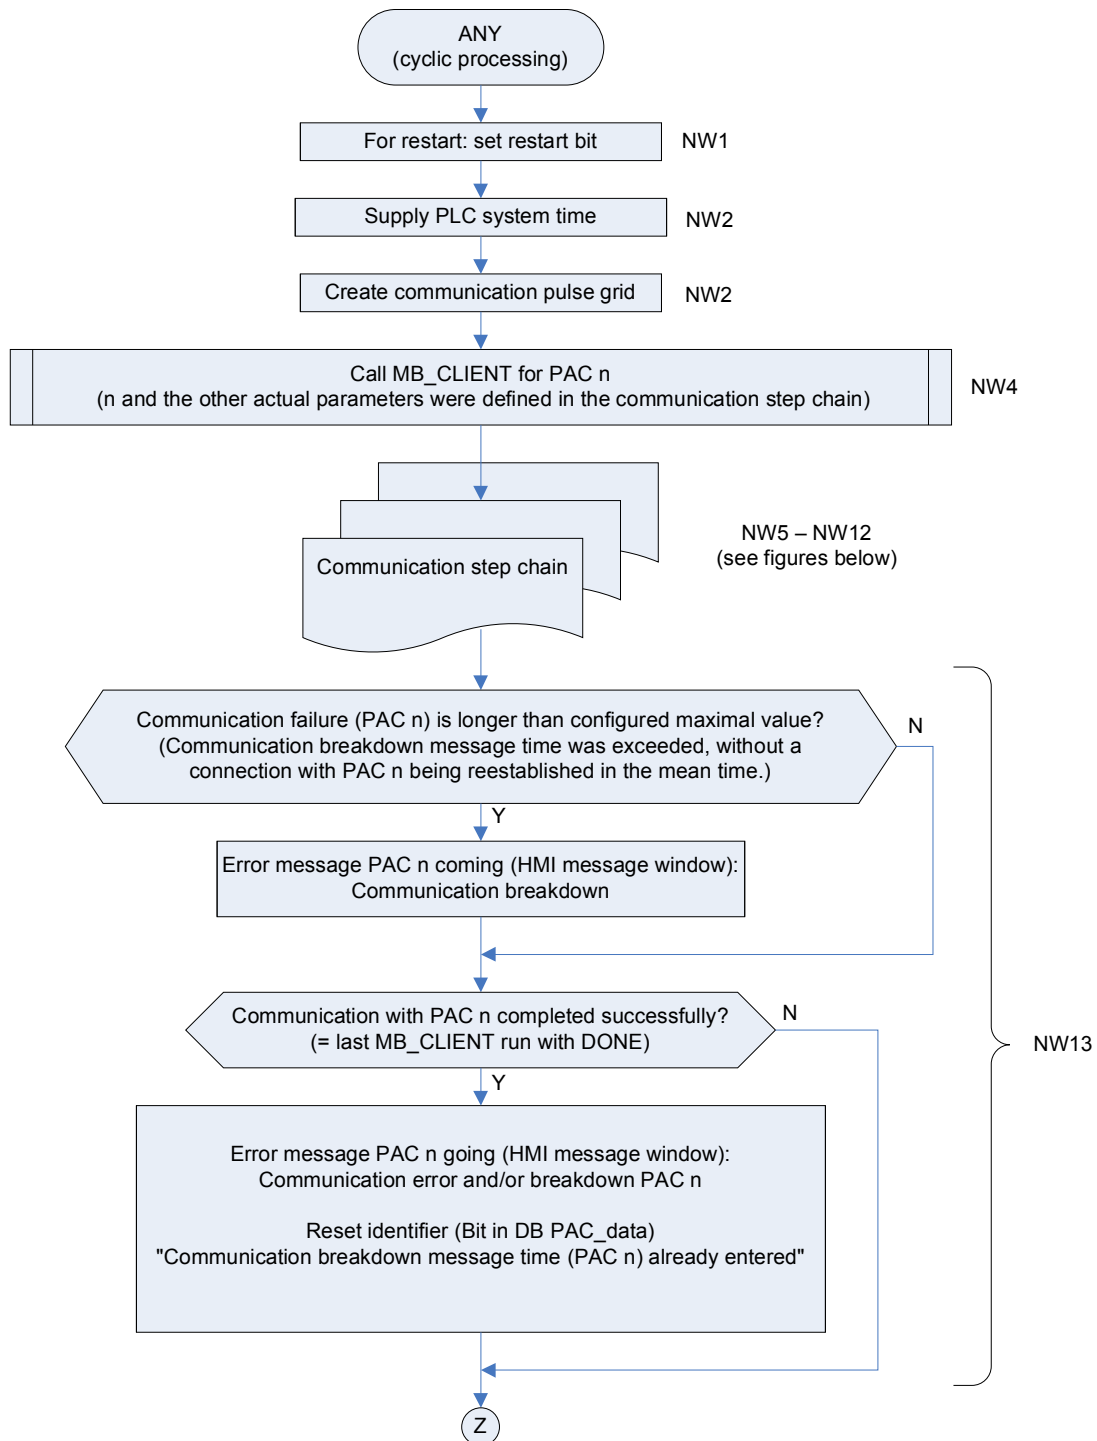 ANY
(cyclic processing)
For restart: set restart bit
NW1
Supply PLC system time
NW2
Create communication pulse grid
NW2
Call MB_CLIENT for PAC n
(n and the other actual parameters were defined in the communication step chain)
NW4
NW5 – NW12
(see figures below)
Communication step chain
Communication failure (PAC n) is longer than configured maximal value?
(Communication breakdown message time was exceeded, without a
connection with PAC n being reestablished in the mean time.)
N
Y
Error message PAC n coming (HMI message window):
Communication breakdown
Communication with PAC n completed successfully?
(= last MB_CLIENT run with DONE)
N
NW13
Y
Error message PAC n going (HMI message window):
Communication error and/or breakdown PAC n
Reset identifier (Bit in DB PAC_data)
"Communication breakdown message time (PAC n) already entered"
Z